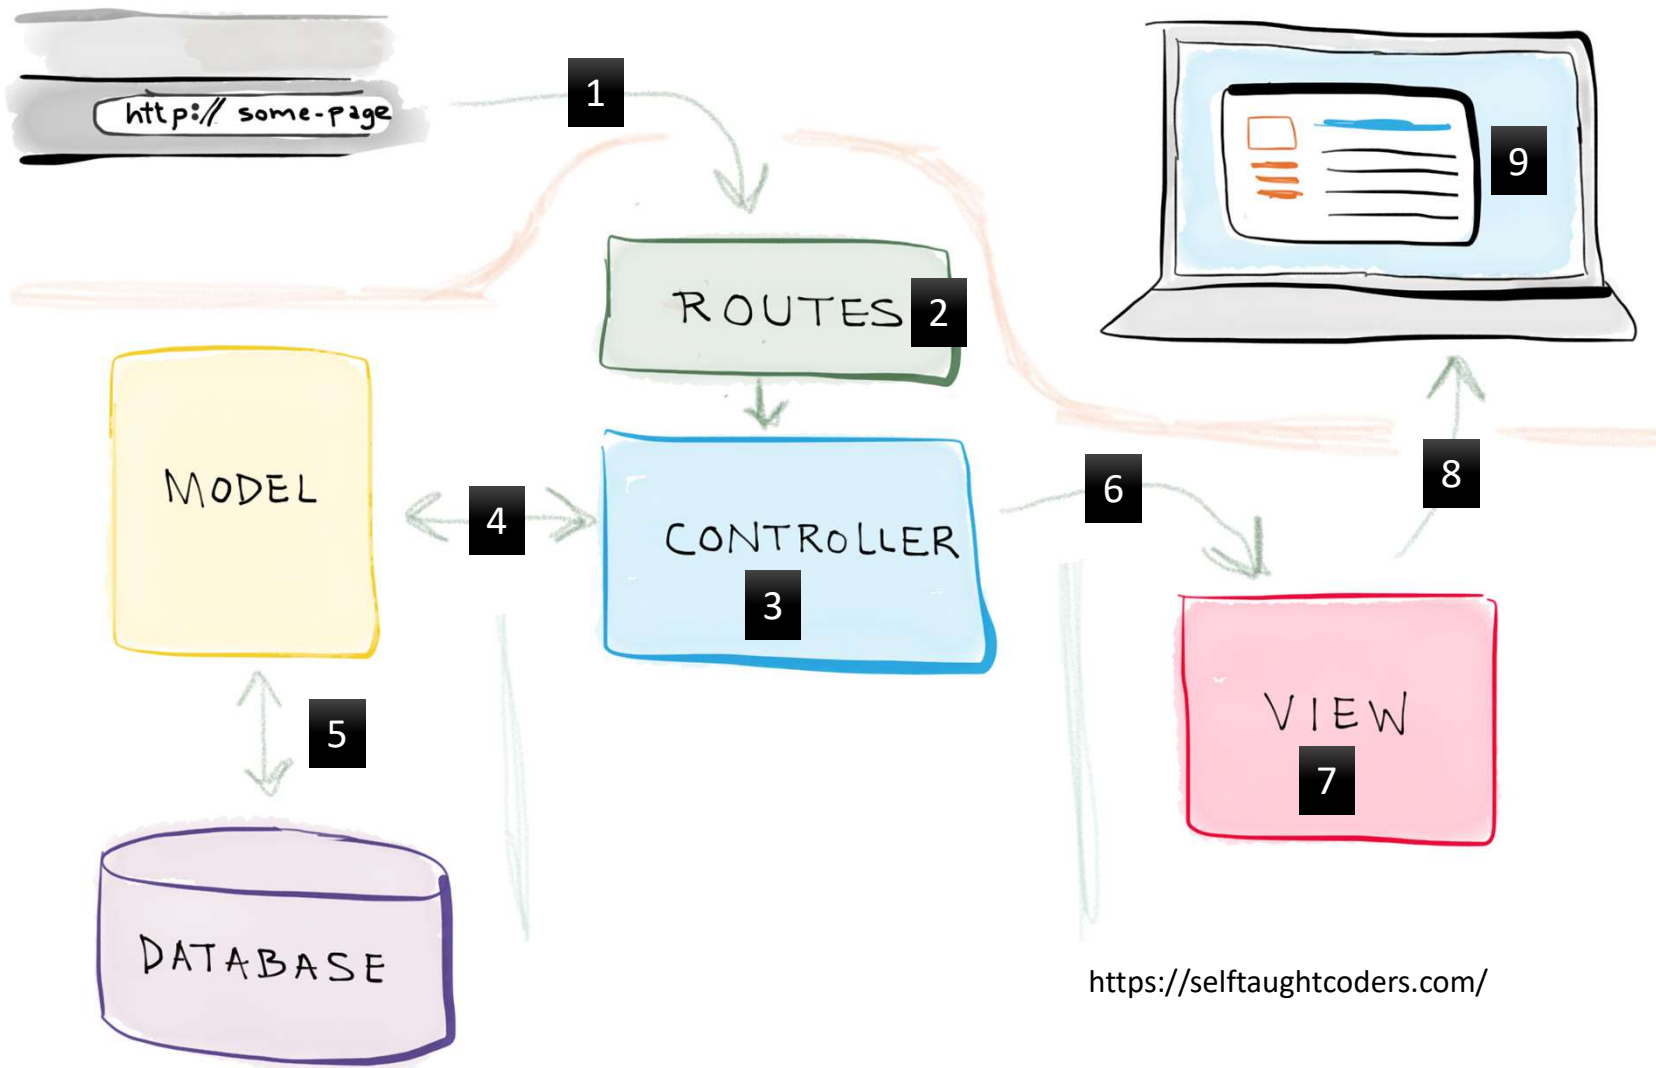 http:// some-page
1
9
ROUTES
2
MODEL
4
CONTROLLER
3
6
8
5
VIEW
7
DATABASE
https://selftaughtcoders.com/